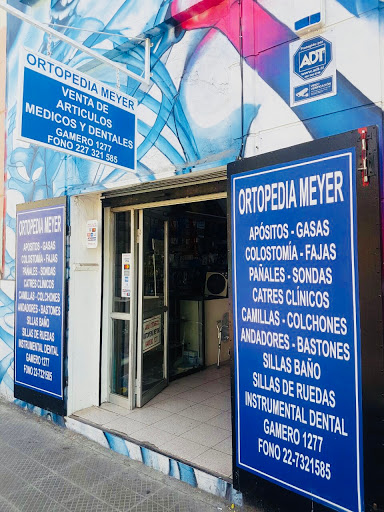 ORTOPEDIA MEYER
VENTA DE
ARTICULOS
MEDICOS Y DENTALES
GAMERO 1277
FONO 227 321 585
ADT
ORTOPEDIA MEYER
APÓSITOS - GASAS
COLOSTOMÍA - FAJAS
PAÑALES - SONDAS
CATRES CLÍNICOS
CAMILLAS - COLCHONES
ANDADORES - BASTONES
SILLAS BAÑO
SILLAS DE RUEDAS
INSTRUMENTAL DENTAL
GAMERO 1277
FONO 22-7321585
ORTOPEDIA MEYER
APÓSITOS - GASAS
COLOSTOMÍA - FAJAS
PAÑALES - SONDAS
CATRES CLÍNICOS
CAMILLAS - COLCHONES
ANDADORES - BASTONES
SILLAS BAÑO
SILLAS DE RUEDAS
INSTRUMENTAL DENTAL
GAMERO 1277
FONO 22-7321585